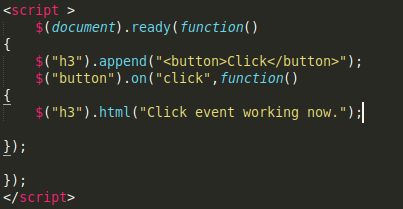 <script >
$(document).ready(function()
{
$("h3").append("<button>Click</button>");
$("button").on("click",function()
{
$("h3").html("Click event working now.");
});
});
</script>